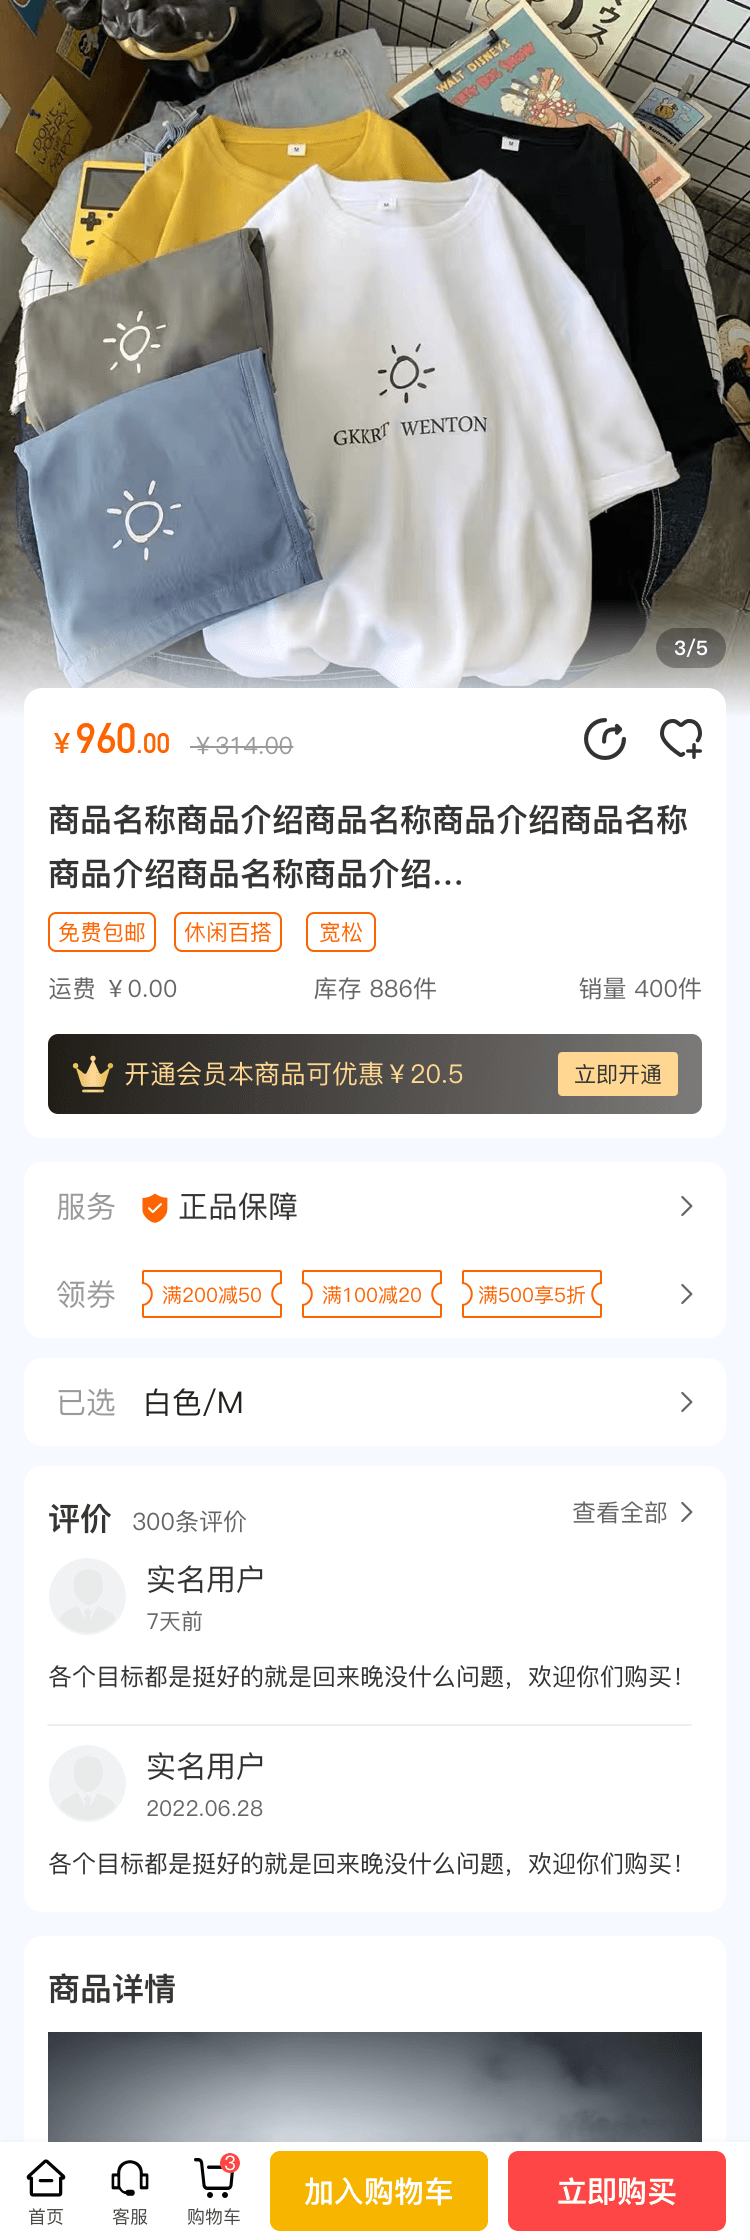 WALT DISNEY'S
DON'T
WORRY
HAPPY
Summer!
M
M
M
GKKRT WENTON
3/5
￥960.00 ￥314.00
商品名称商品介绍商品名称商品介绍商品名称
商品介绍商品名称商品介绍...
免费包邮 休闲百搭 宽松
运费 ￥0.00 库存 886件 销量 400件
开通会员本商品可优惠￥20.5 立即开通
服务 正品保障
领券 满200减50 满100减20 满500享5折
已选 白色/M
评价 300条评价 查看全部
实名用户
7天前
各个目标都是挺好的就是回来晚没什么问题，欢迎你们购买！
实名用户
2022.06.28
各个目标都是挺好的就是回来晚没什么问题，欢迎你们购买！
商品详情
3
首页 客服 购物车 加入购物车 立即购买